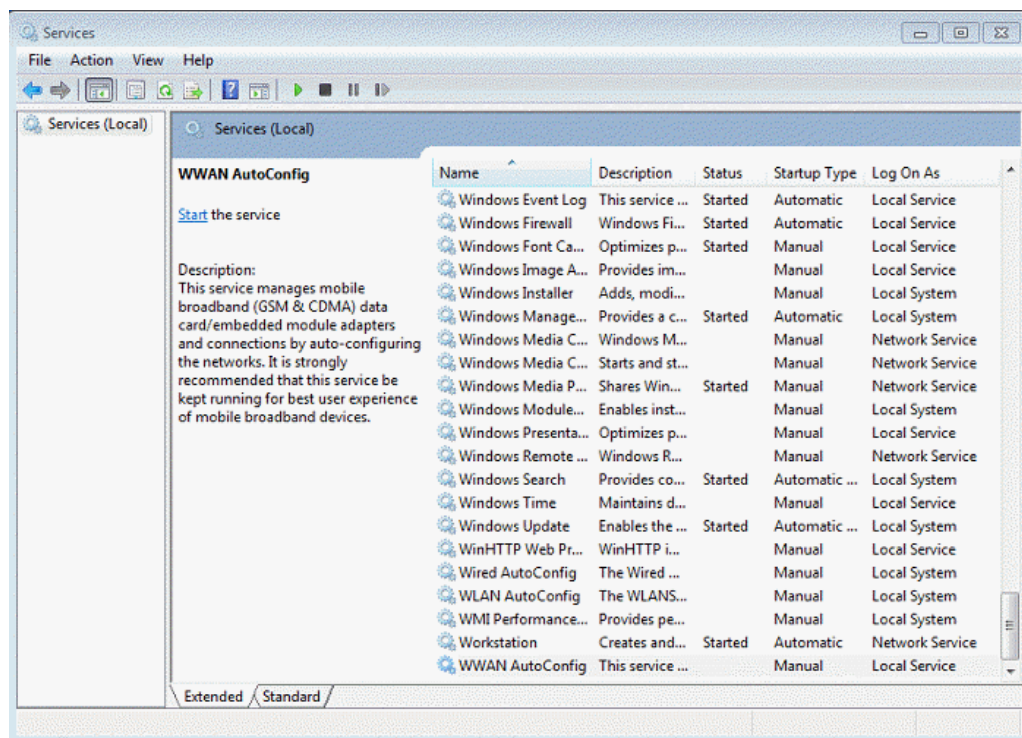 Services
File Action View Help
Services (Local)
Services (Local)
WWAN AutoConfig
Start the service
Description:
This service manages mobile
broadband (GSM & CDMA) data
card/embedded module adapters
and connections by auto-configuring
the networks. It is strongly
recommended that this service be
kept running for best user experience
of mobile broadband devices.
Name Description Status Startup Type Log On As
Windows Event Log This service ... Started Automatic Local Service
Windows Firewall Windows Fi... Started Automatic Local Service
Windows Font Ca... Optimizes p... Started Manual Local Service
Windows Image A... Provides im... Manual Local Service
Windows Installer Adds, modi... Manual Local System
Windows Manage... Provides a c... Started Automatic Local System
Windows Media C... Windows M... Manual Network Service
Windows Media C... Starts and st... Manual Network Service
Windows Media P... Shares Win... Started Manual Network Service
Windows Module... Enables inst... Manual Local System
Windows Presenta... Optimizes p... Manual Local Service
Windows Remote ... Windows R... Manual Network Service
Windows Search Provides co... Started Automatic ... Local System
Windows Time Maintains d... Manual Local Service
Windows Update Enables the ... Started Automatic ... Local System
WinHTTP Web Pr... WinHTTP i... Manual Local Service
Wired AutoConfig The Wired ... Manual Local System
WLAN AutoConfig The WLANS... Manual Local System
WMI Performance... Provides pe... Manual Local System
Workstation Creates and... Started Automatic Network Service
WWAN AutoConfig This service ... Manual Local Service
Extended Standard